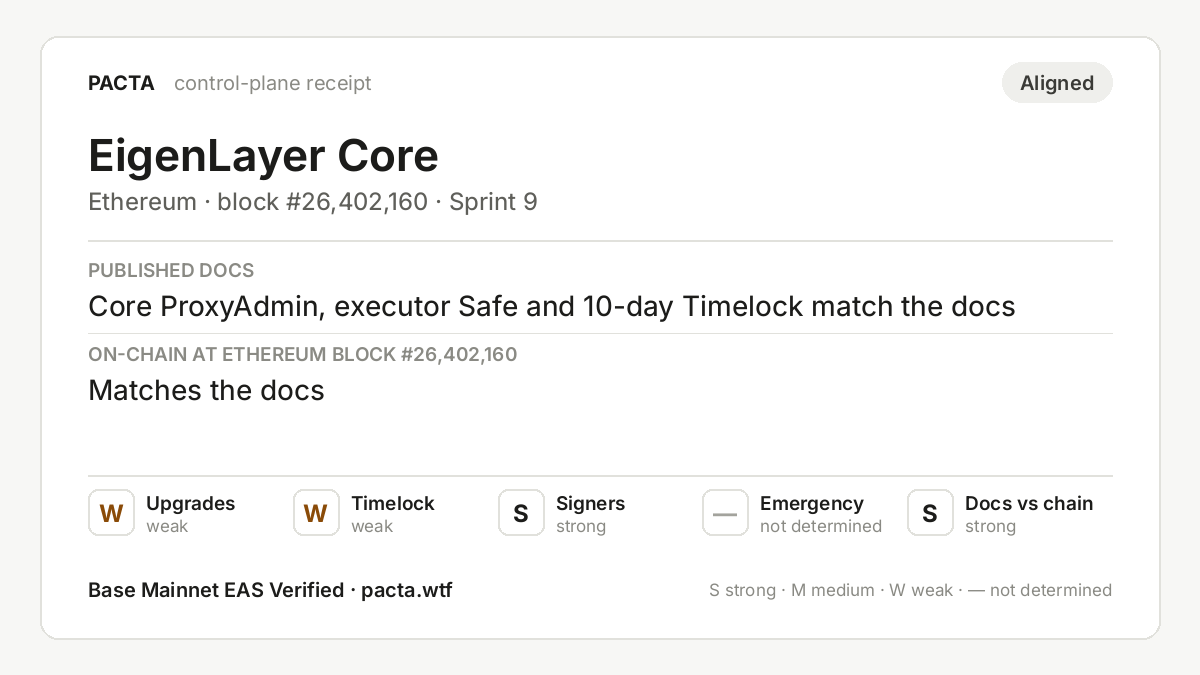 PACTA control-plane receipt
Aligned
EigenLayer Core
Ethereum · block #26,402,160 · Sprint 9
PUBLISHED DOCS
Core ProxyAdmin, executor Safe and 10-day Timelock match the docs
ON-CHAIN AT ETHEREUM BLOCK #26,402,160
Matches the docs
W Upgrades
weak
W Timelock
weak
S Signers
strong
— Emergency
not determined
S Docs vs chain
strong
Base Mainnet EAS Verified · pacta.wtf
S strong · M medium · W weak · — not determined